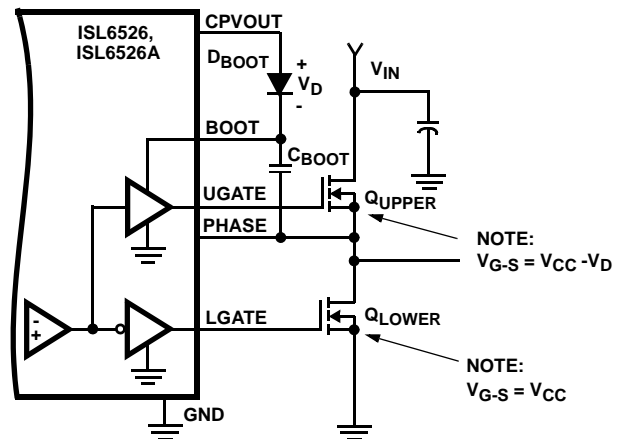 ISL6526,
ISL6526A
CPVOUT
DBOOT
+
VD
-
VIN
BOOT
CBOOT
UGATE
QUPPER
PHASE
NOTE:
VG-S = VCC -VD
-
+
LGATE
QLOWER
NOTE:
VG-S = VCC
GND